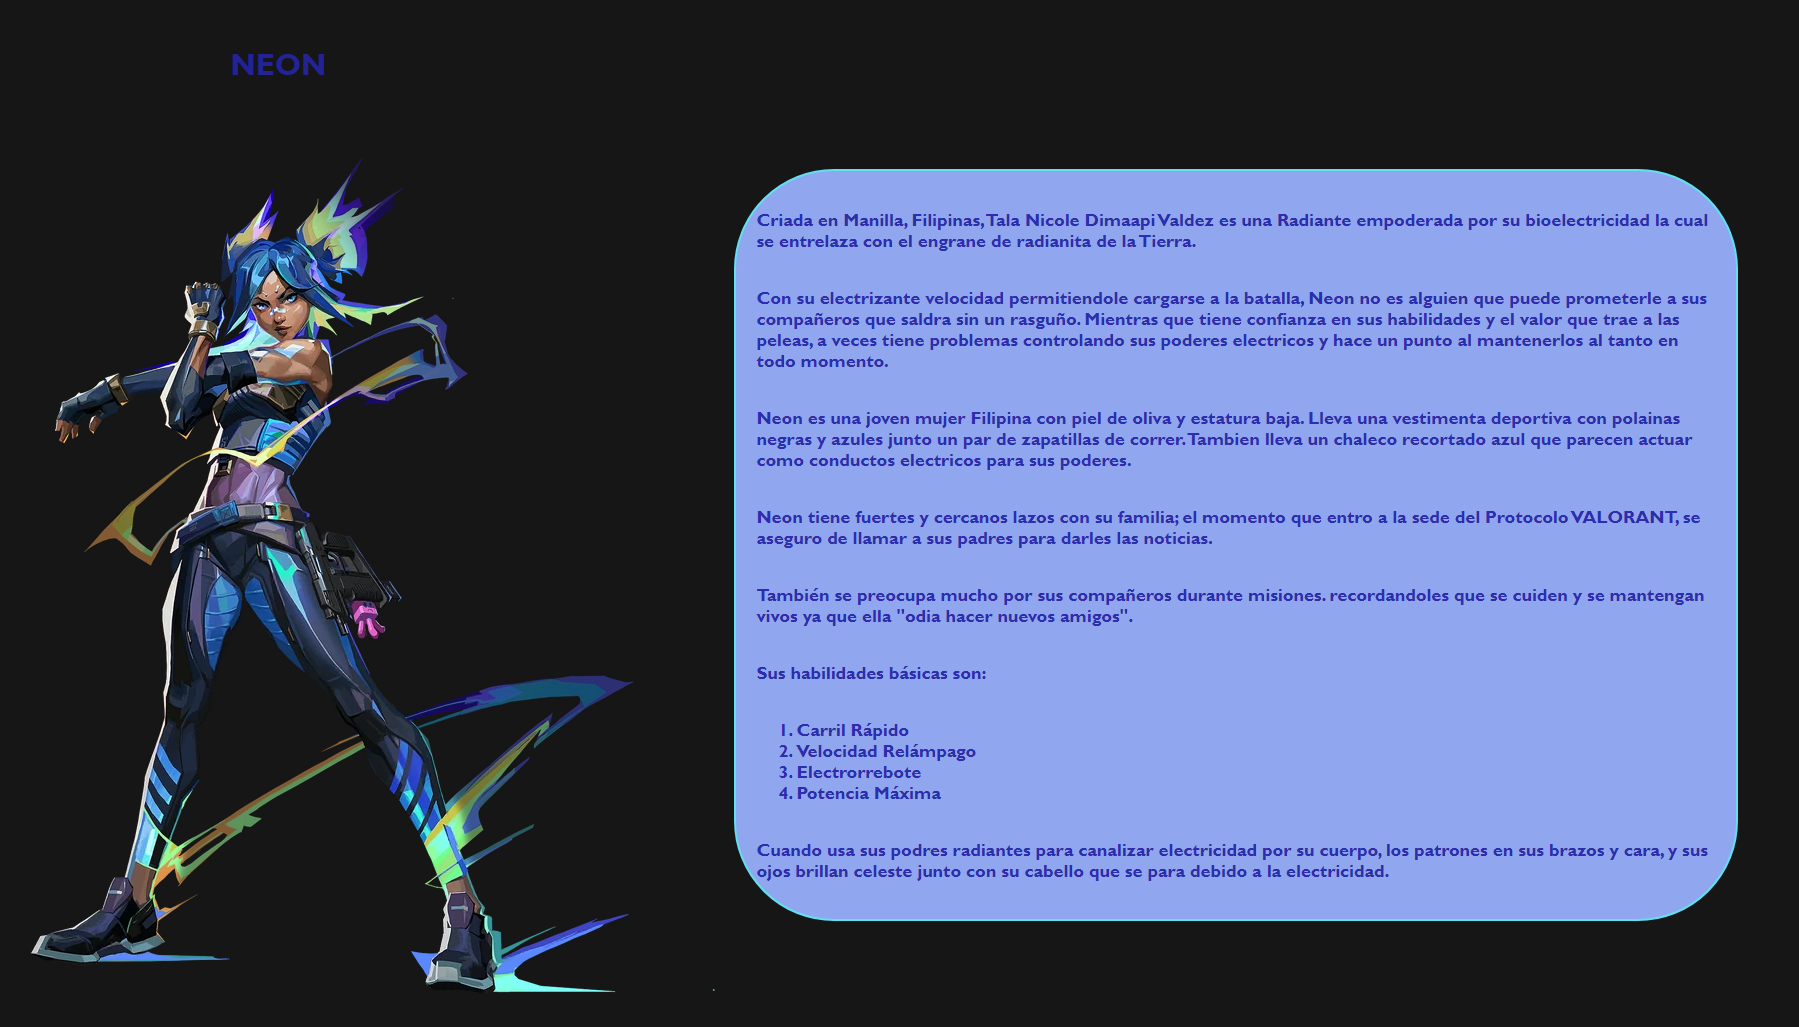 NEON
Criada en Manilla, Filipinas, Tala Nicole Dimaapi Valdez es una Radiante empoderada por su bioelectricidad la cual
se entrelaza con el engrane de radianita de la Tierra.
Con su electrizante velocidad permitiendole cargarse a la batalla, Neon no es alguien que puede prometerle a sus
compañeros que saldra sin un rasguño. Mientras que tiene confianza en sus habilidades y el valor que trae a las
peleas, a veces tiene problemas controlando sus poderes electricos y hace un punto al mantenerlos al tanto en
todo momento.
Neon es una joven mujer Filipina con piel de oliva y estatura baja. Lleva una vestimenta deportiva con polainas
negras y azules junto un par de zapatillas de correr. Tambien lleva un chaleco recortado azul que parecen actuar
como conductos electricos para sus poderes.
Neon tiene fuertes y cercanos lazos con su familia; el momento que entro a la sede del Protocolo VALORANT, se
aseguro de llamar a sus padres para darles las noticias.
También se preocupa mucho por sus compañeros durante misiones. recordandoles que se cuiden y se mantengan
vivos ya que ella "odia hacer nuevos amigos".
Sus habilidades básicas son:
1. Carril Rápido
2. Velocidad Relámpago
3. Electrorrebote
4. Potencia Máxima
Cuando usa sus podres radiantes para canalizar electricidad por su cuerpo, los patrones en sus brazos y cara, y sus
ojos brillan celeste junto con su cabello que se para debido a la electricidad.